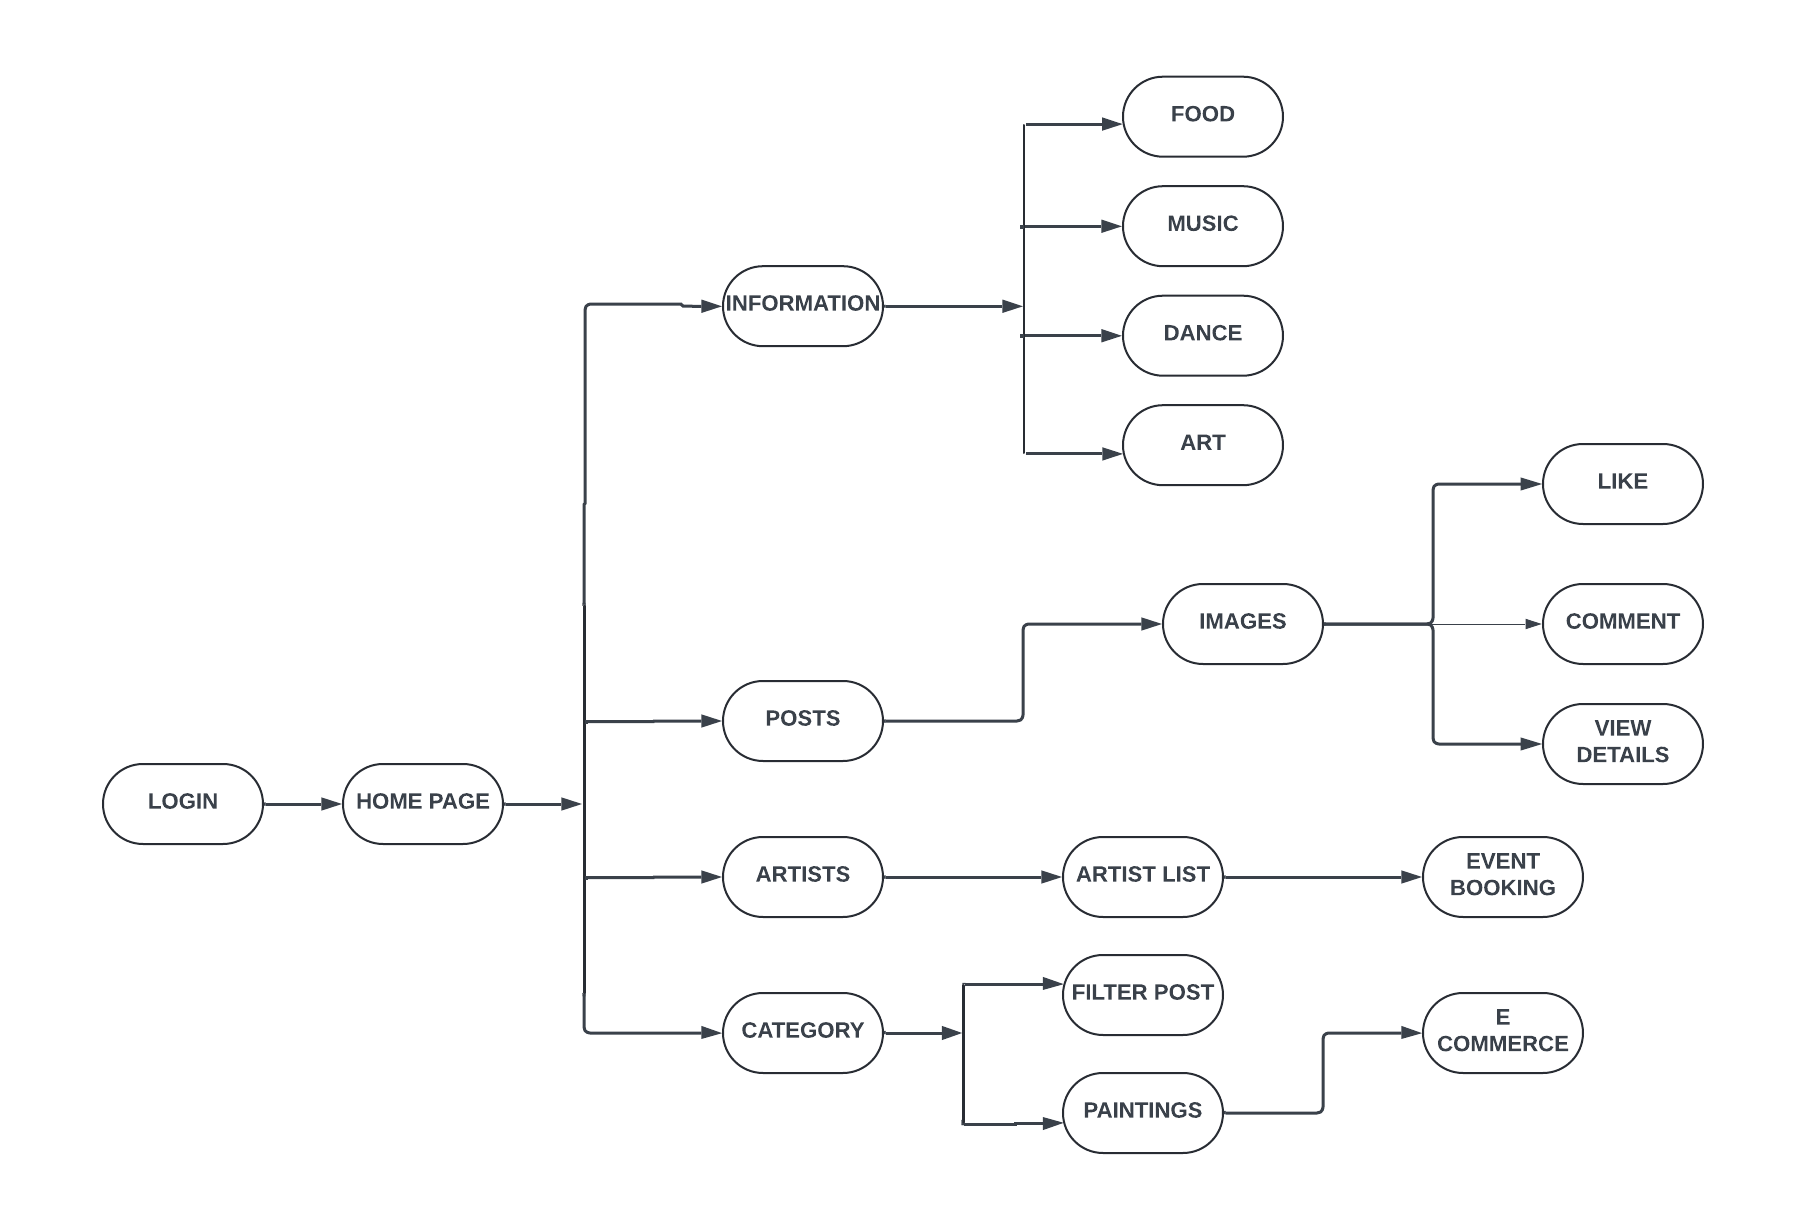 FOOD
MUSIC
INFORMATION
DANCE
ART
LIKE
IMAGES
COMMENT
POSTS
VIEW
DETAILS
LOGIN
HOME PAGE
ARTISTS
ARTIST LIST
EVENT
BOOKING
FILTER POST
CATEGORY
E
COMMERCE
PAINTINGS